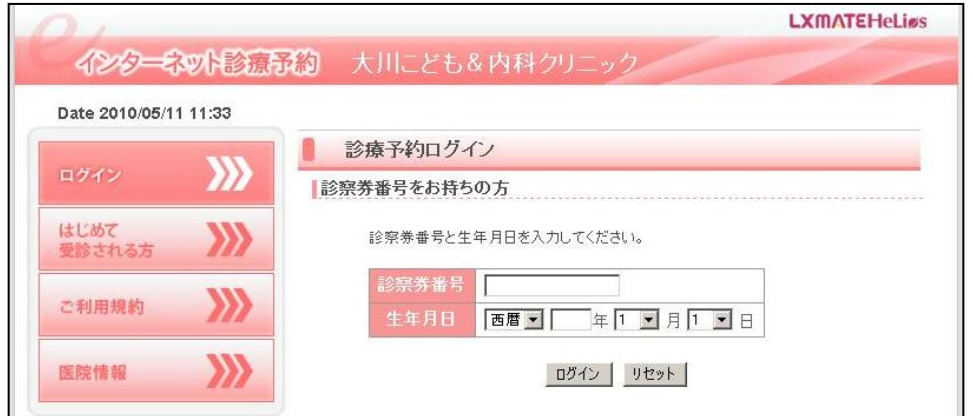 LXMATEHeLiøs
e インターネット診療予約 大川こども＆内科クリニック
Date 2010/05/11 11:33
ログイン
はじめて
受診される方
ご利用規約
医院情報
診療予約ログイン
診察券番号をお持ちの方
診察券番号と生年月日を入力してください。
診察券番号
生年月日 西暦 年 1 月 1 日
ログイン リセット